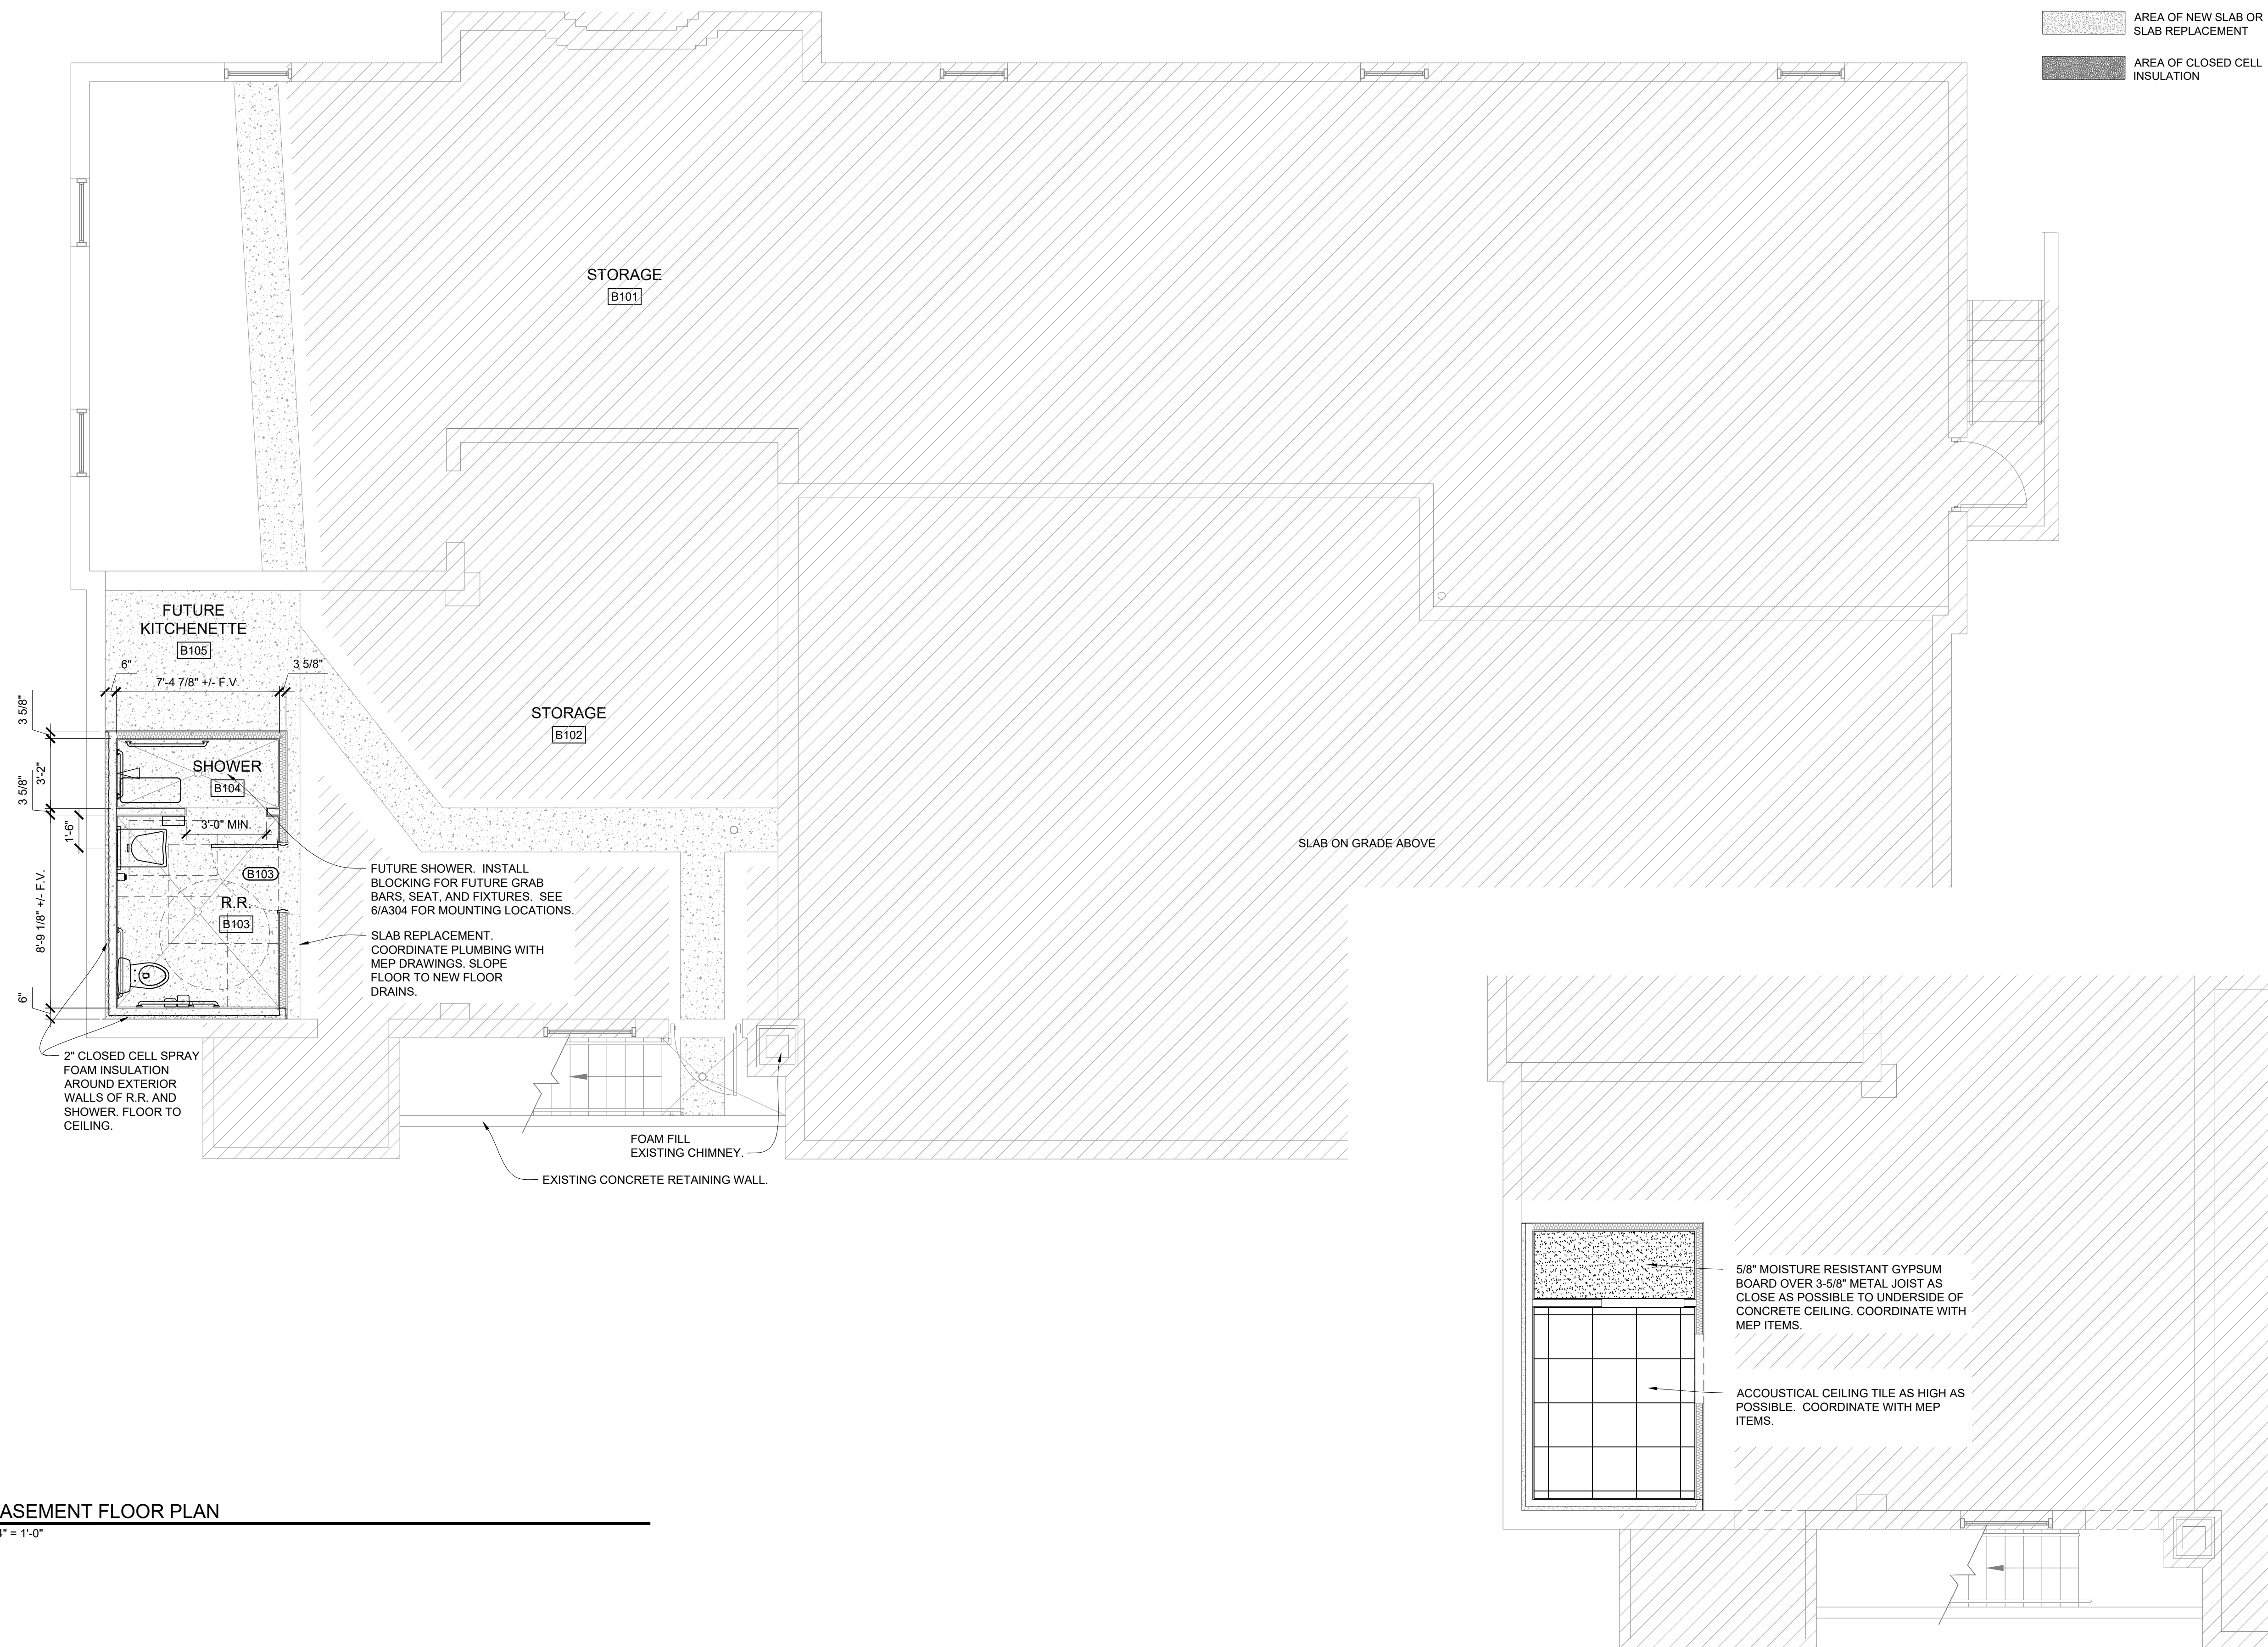 AREA OF NEW SLAB OR
SLAB REPLACEMENT
AREA OF CLOSED CELL
INSULATION
STORAGE
B101
FUTURE
KITCHENETTE
B105
6"
3 5/8"
7'-4 7/8" +/- F.V.
3 5/8"
STORAGE
B102
SHOWER
B104
3'-2"
3 5/8"
1'-6"
3'-0" MIN.
B103
R.R.
B103
8'-9 1/8" +/- F.V.
6"
SLAB ON GRADE ABOVE
FUTURE SHOWER. INSTALL
BLOCKING FOR FUTURE GRAB
BARS, SEAT, AND FIXTURES. SEE
6/A304 FOR MOUNTING LOCATIONS.
SLAB REPLACEMENT.
COORDINATE PLUMBING WITH
MEP DRAWINGS. SLOPE
FLOOR TO NEW FLOOR
DRAINS.
2" CLOSED CELL SPRAY
FOAM INSULATION
AROUND EXTERIOR
WALLS OF R.R. AND
SHOWER. FLOOR TO
CEILING.
FOAM FILL
EXISTING CHIMNEY.
EXISTING CONCRETE RETAINING WALL.
5/8" MOISTURE RESISTANT GYPSUM
BOARD OVER 3-5/8" METAL JOIST AS
CLOSE AS POSSIBLE TO UNDERSIDE OF
CONCRETE CEILING. COORDINATE WITH
MEP ITEMS.
ACCOUSTICAL CEILING TILE AS HIGH AS
POSSIBLE. COORDINATE WITH MEP
ITEMS.
ASEMENT FLOOR PLAN
4" = 1'-0"